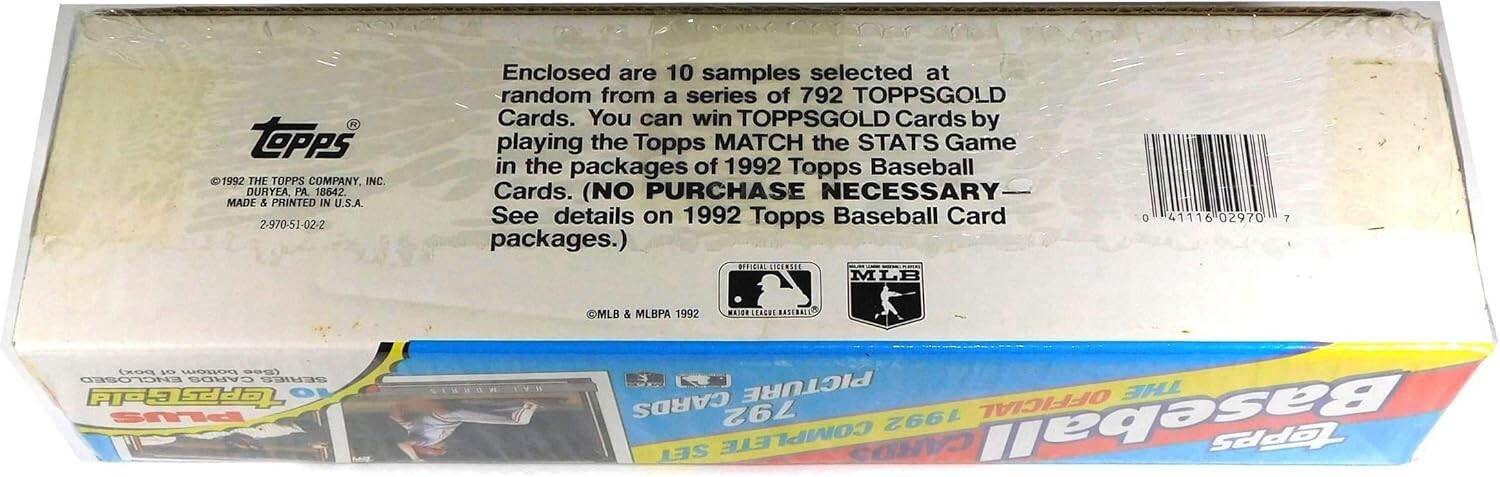 Topps®
©1992 THE TOPPS COMPANY, INC.
DURYEA, PA. 18642.
MADE & PRINTED IN U.S.A.
2-970-51-02-2
Enclosed are 10 samples selected at
random from a series of 792 TOPPSGOLD
Cards. You can win TOPPSGOLD Cards by
playing the Topps MATCH the STATS Game
in the packages of 1992 Topps Baseball
Cards. (NO PURCHASE NECESSARY—
See details on 1992 Topps Baseball Card
packages.)
0 41116 02970 7
©MLB & MLBPA 1992
OFFICIAL LICENSEE
MAJOR LEAGUE BASEBALL®
MAJOR LEAGUE BASEBALL PLAYERS
MLB
Topps
Baseball
CARDS
THE OFFICIAL 1992 COMPLETE SET
792
PICTURE CARDS
HAL MORRIS
PLUS
10 ToppsGold
SERIES CARDS ENCLOSED
(See bottom of box)